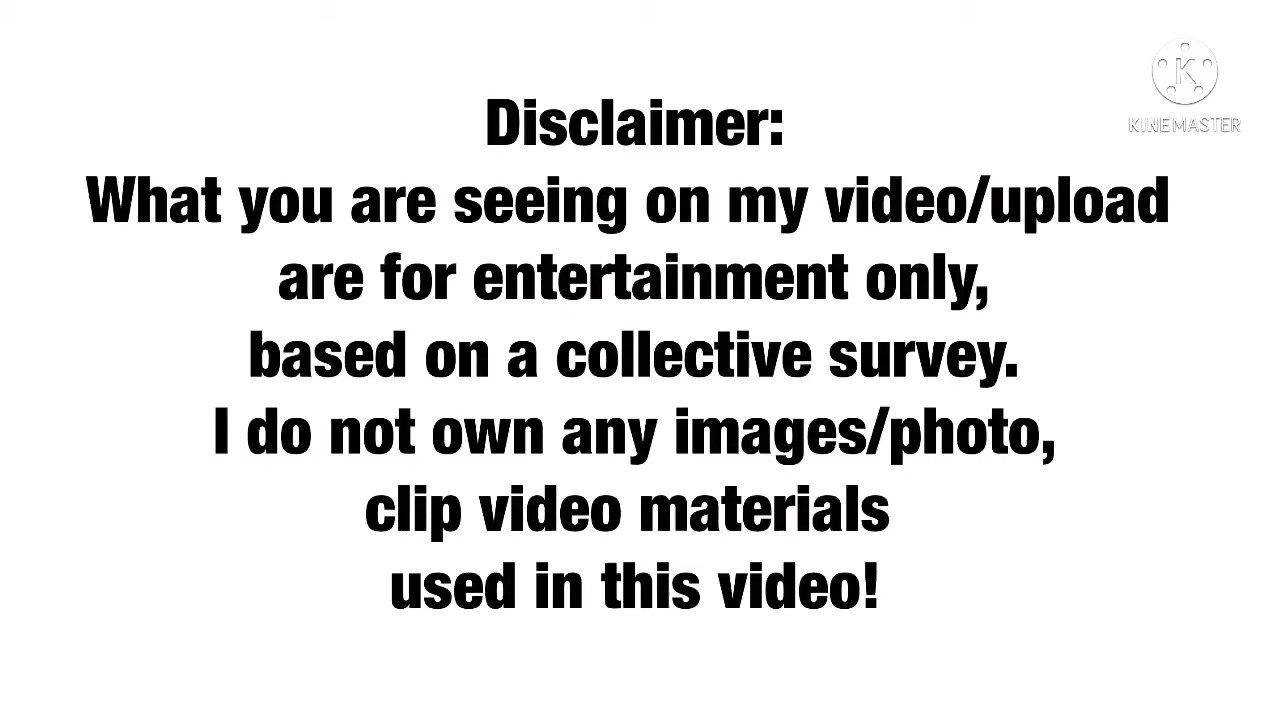 K
KINEMASTER
Disclaimer:
What you are seeing on my video/upload
are for entertainment only,
based on a collective survey.
I do not own any images/photo,
clip video materials
used in this video!